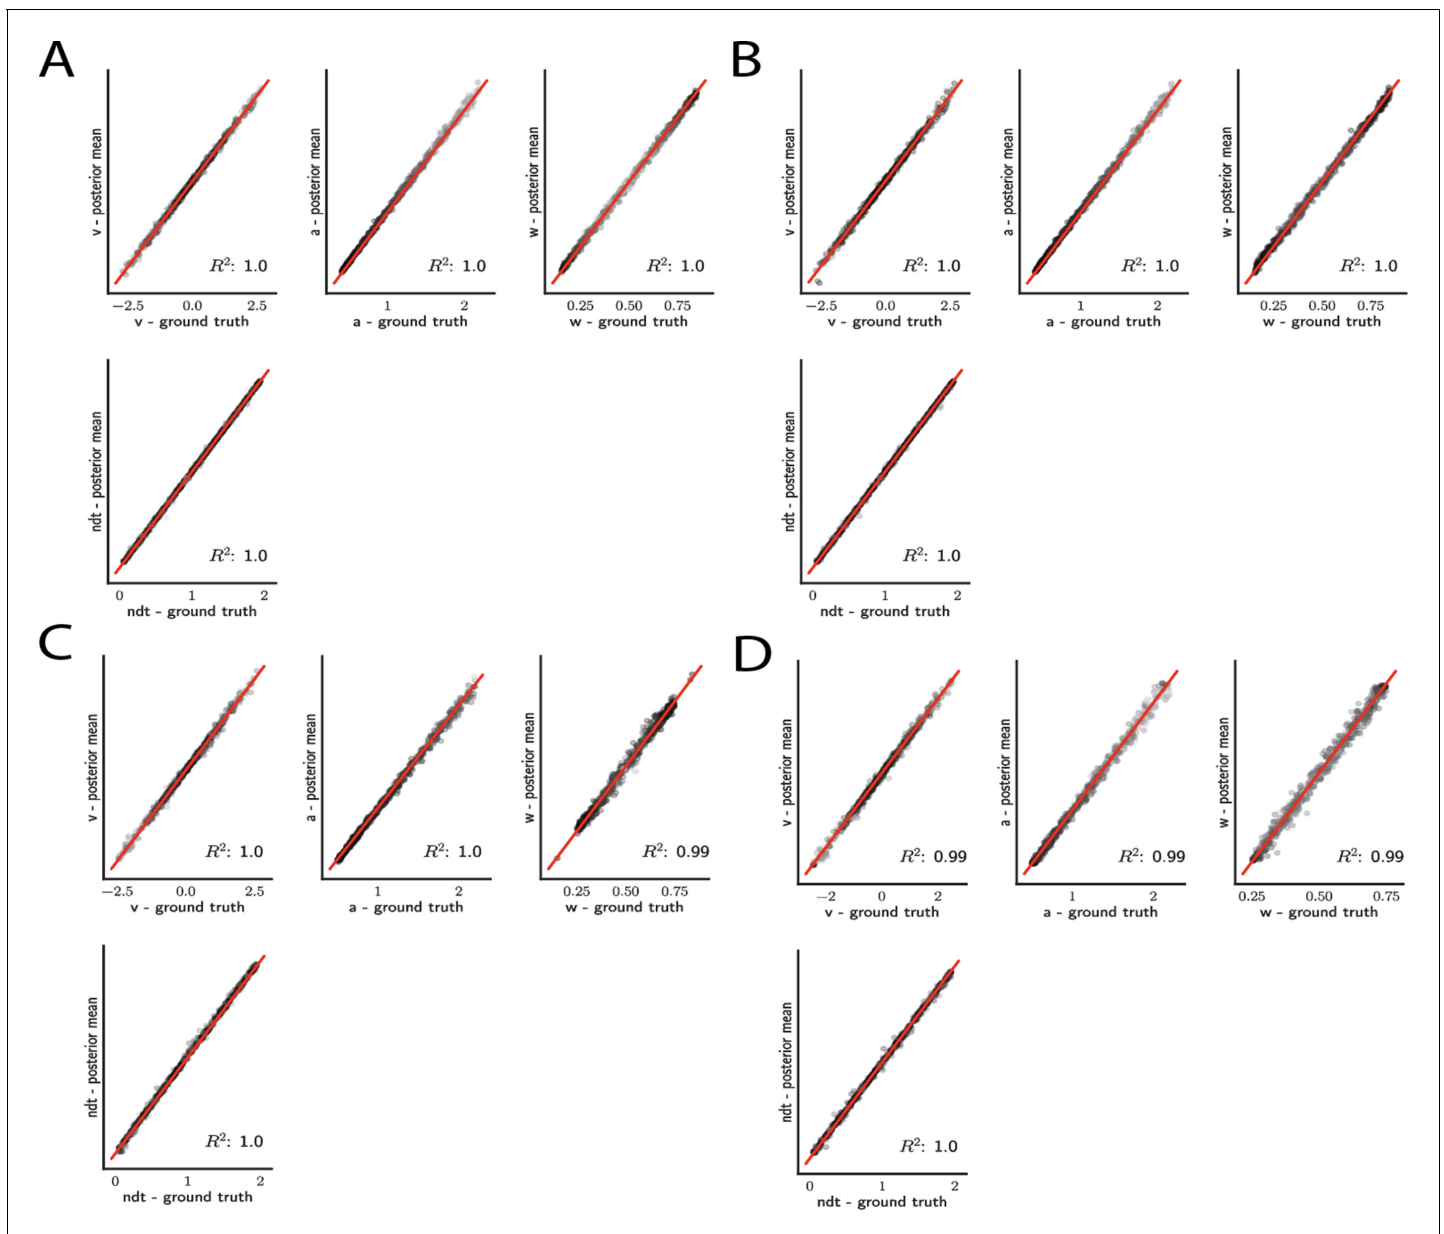 A
B
v - posterior mean
R²: 1.0
−2.5 0.0 2.5
v - ground truth
a - posterior mean
R²: 1.0
1 2
a - ground truth
w - posterior mean
R²: 1.0
0.25 0.50 0.75
w - ground truth
v - posterior mean
R²: 1.0
−2.5 0.0 2.5
v - ground truth
a - posterior mean
R²: 1.0
1 2
a - ground truth
w - posterior mean
R²: 1.0
0.25 0.50 0.75
w - ground truth
ndt - posterior mean
R²: 1.0
0 1 2
ndt - ground truth
ndt - posterior mean
R²: 1.0
0 1 2
ndt - ground truth
C
D
v - posterior mean
R²: 1.0
−2.5 0.0 2.5
v - ground truth
a - posterior mean
R²: 1.0
1 2
a - ground truth
w - posterior mean
R²: 0.99
0.25 0.50 0.75
w - ground truth
v - posterior mean
R²: 0.99
−2 0 2
v - ground truth
a - posterior mean
R²: 0.99
1 2
a - ground truth
w - posterior mean
R²: 0.99
0.25 0.50 0.75
w - ground truth
ndt - posterior mean
R²: 1.0
0 1 2
ndt - ground truth
ndt - posterior mean
R²: 1.0
0 1 2
ndt - ground truth